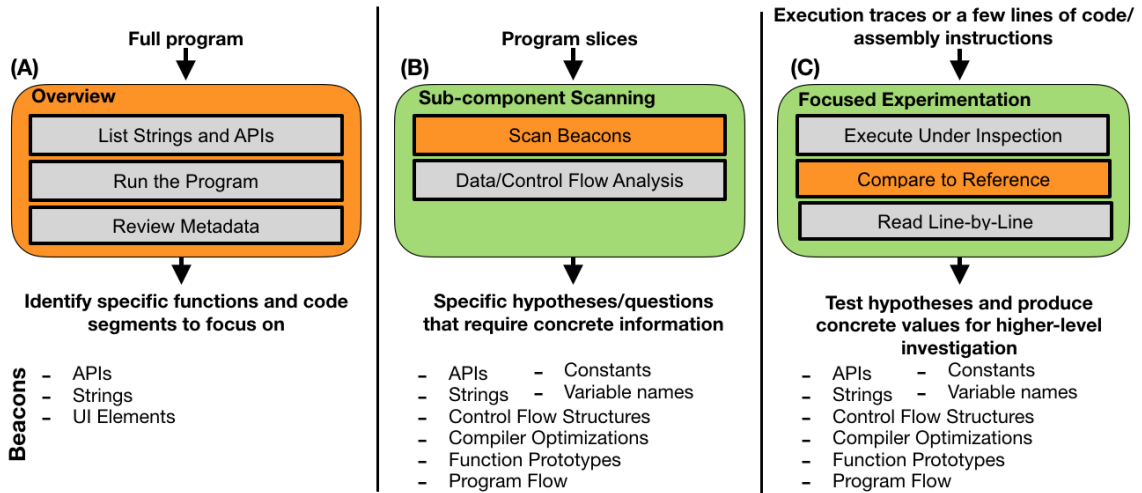 Full program
(A)
Overview
List Strings and APIs
Run the Program
Review Metadata
Identify specific functions and code
segments to focus on
Beacons
- APIs
- Strings
- UI Elements
Program slices
(B)
Sub-component Scanning
Scan Beacons
Data/Control Flow Analysis
Specific hypotheses/questions
that require concrete information
- APIs - Constants
- Strings - Variable names
- Control Flow Structures
- Compiler Optimizations
- Function Prototypes
- Program Flow
Execution traces or a few lines of code/
assembly instructions
(C)
Focused Experimentation
Execute Under Inspection
Compare to Reference
Read Line-by-Line
Test hypotheses and produce
concrete values for higher-level
investigation
- APIs - Constants
- Strings - Variable names
- Control Flow Structures
- Compiler Optimizations
- Function Prototypes
- Program Flow